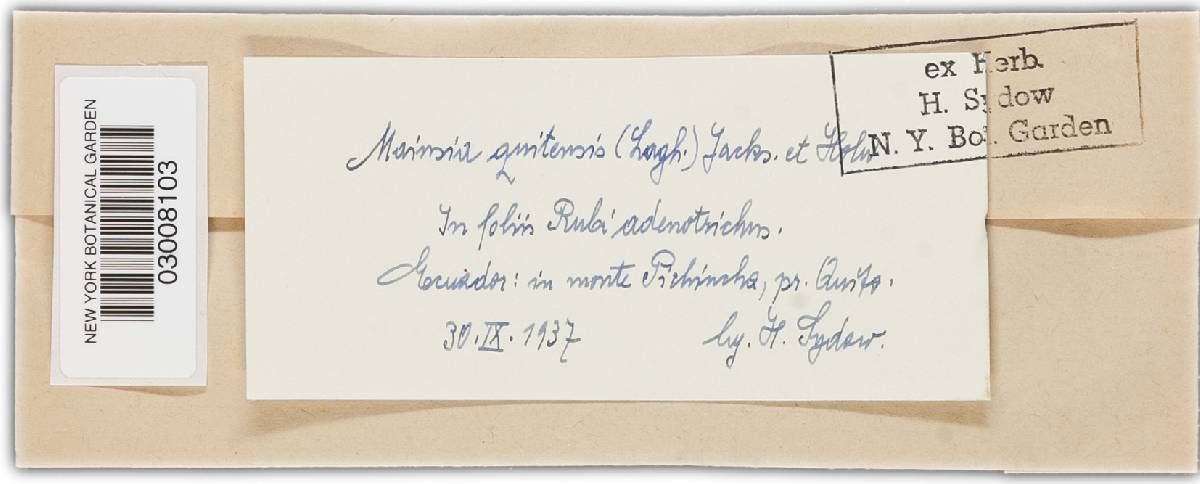 NEW YORK BOTANICAL GARDEN
03008103
ex Herb.
H. Sydow
N. Y. Bot. Garden
Mainsia quitensis (Lagh.) Jacks. et Holw
In foliis Rubi adenotrichos.
Ecuador: in monte Pichincha, pr. Quito.
30.IX.1937 leg. H. Sydow.